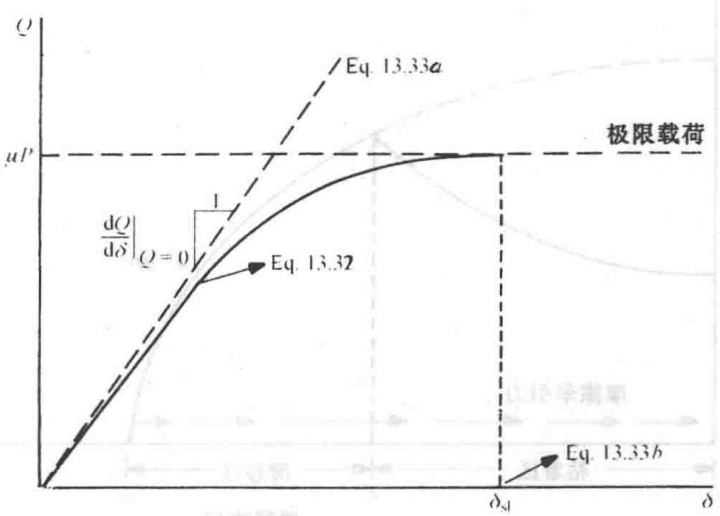 Q
Eq. 13.33a
极限载荷
μP
1
dQ
dδ
Q = 0
Eq. 13.32
Eq. 13.33b
δsl
δ